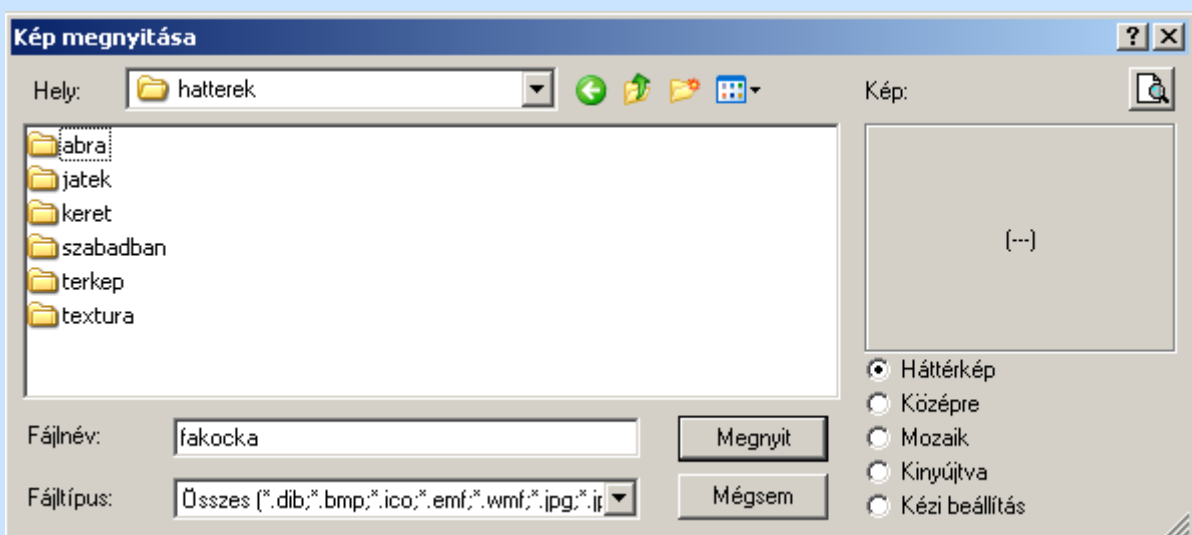 Kép megnyitása
Hely: hatterek Kép:
abra
jatek
keret
szabadban
terkep
textura
(---)
Háttérkép
Középre
Mozaik
Kinyújtva
Kézi beállítás
Fájlnév: fakocka Megnyit
Fájltípus: Összes (*.dib;*.bmp;*.ico;*.emf;*.wmf;*.jpg;*.jp Mégsem